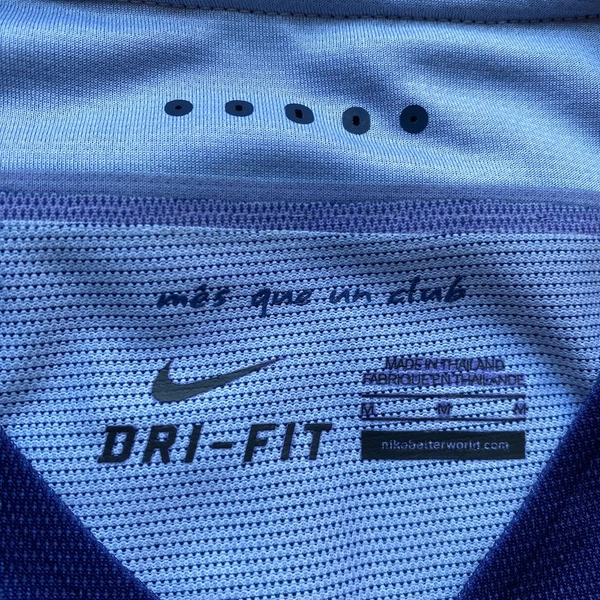 més que un club
DRI-FIT
MADE IN THAILAND
FABRIQUE EN THAILANDE
M M M
nikebetterworld.com